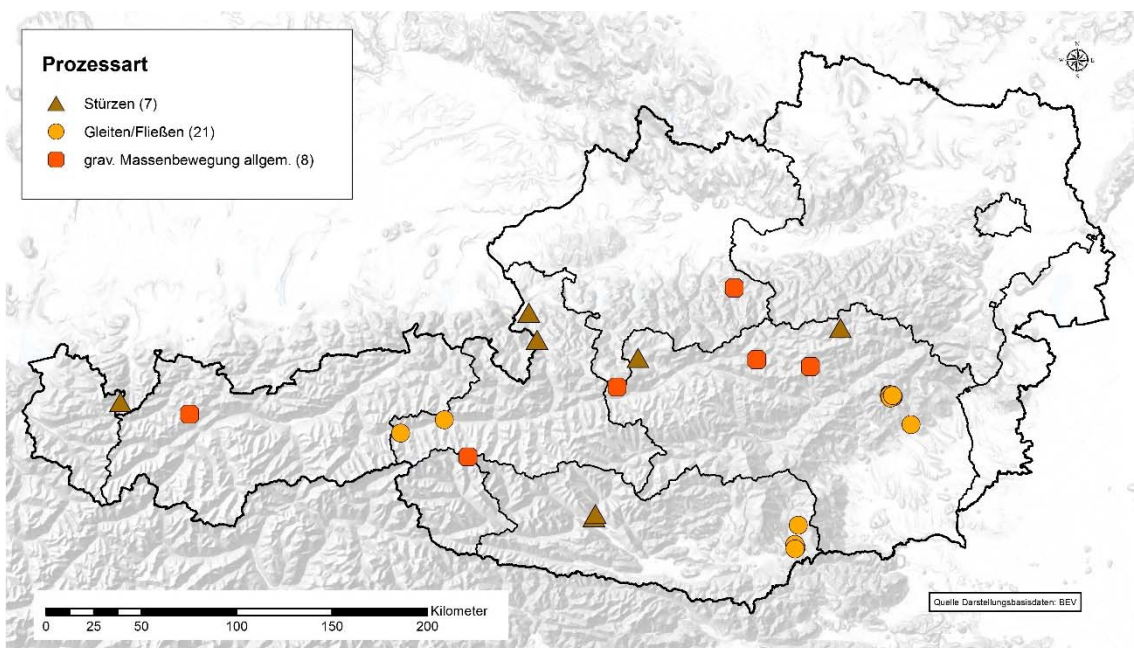 Prozessart
Stürzen (7)
Gleiten/Fließen (21)
grav. Massenbewegung allgem. (8)
N
W E
S
Quelle Darstellungsbasisdaten: BEV
Kilometer
0 25 50 100 150 200